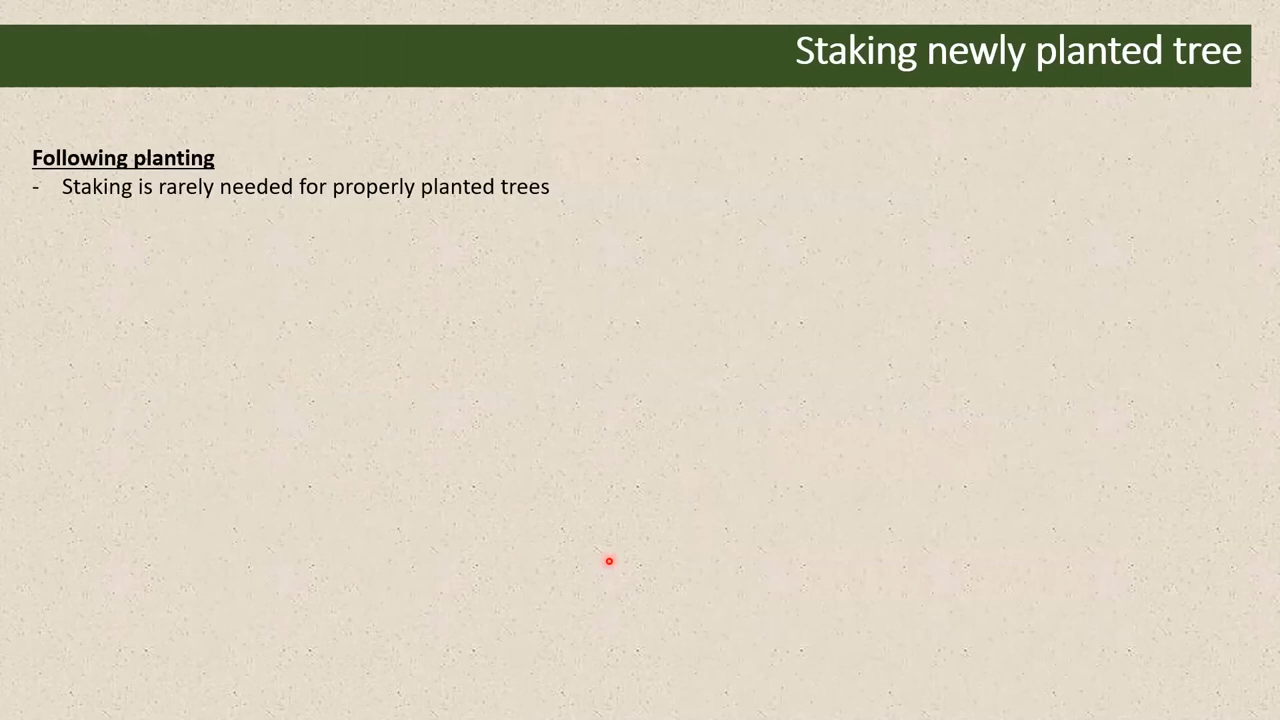 Staking newly planted tree
Following planting
- Staking is rarely needed for properly planted trees